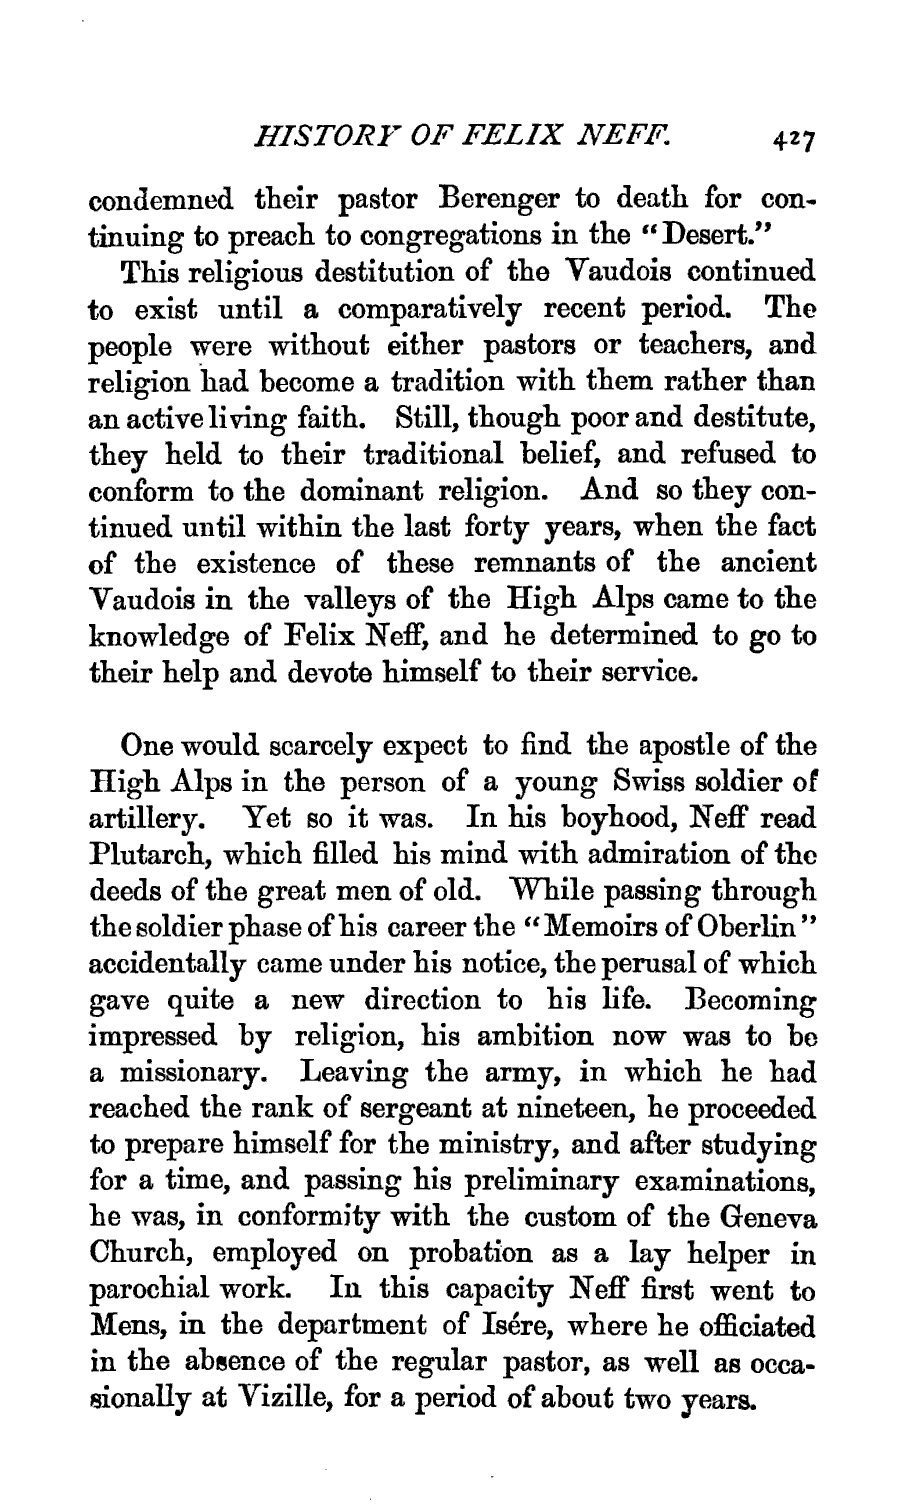 HISTORY OF FELIX NEFF. 427
condemned their pastor Berenger to death for con-
tinuing to preach to congregations in the “Desert.”
This religious destitution of the Vaudois continued
to exist until a comparatively recent period. The
people were without either pastors or teachers, and
religion had become a tradition with them rather than
an active living faith. Still, though poor and destitute,
they held to their traditional belief, and refused to
conform to the dominant religion. And so they con-
tinued until within the last forty years, when the fact
of the existence of these remnants of the ancient
Vaudois in the valleys of the High Alps came to the
knowledge of Felix Neff, and he determined to go to
their help and devote himself to their service.
One would scarcely expect to find the apostle of the
High Alps in the person of a young Swiss soldier of
artillery. Yet so it was. In his boyhood, Neff read
Plutarch, which filled his mind with admiration of the
deeds of the great men of old. While passing through
the soldier phase of his career the “Memoirs of Oberlin”
accidentally came under his notice, the perusal of which
gave quite a new direction to his life. Becoming
impressed by religion, his ambition now was to be
a missionary. Leaving the army, in which he had
reached the rank of sergeant at nineteen, he proceeded
to prepare himself for the ministry, and after studying
for a time, and passing his preliminary examinations,
he was, in conformity with the custom of the Geneva
Church, employed on probation as a lay helper in
parochial work. In this capacity Neff first went to
Mens, in the department of Isére, where he officiated
in the absence of the regular pastor, as well as occa-
sionally at Vizille, for a period of about two years.